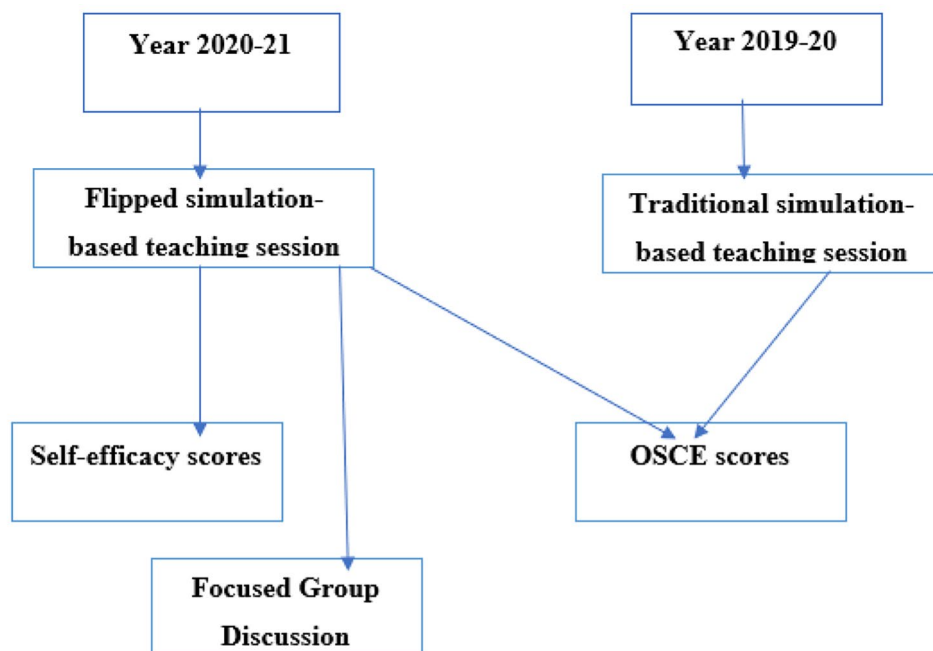 Year 2020-21
Year 2019-20
Flipped simulation-
based teaching session
Traditional simulation-
based teaching session
Self-efficacy scores
OSCE scores
Focused Group
Discussion